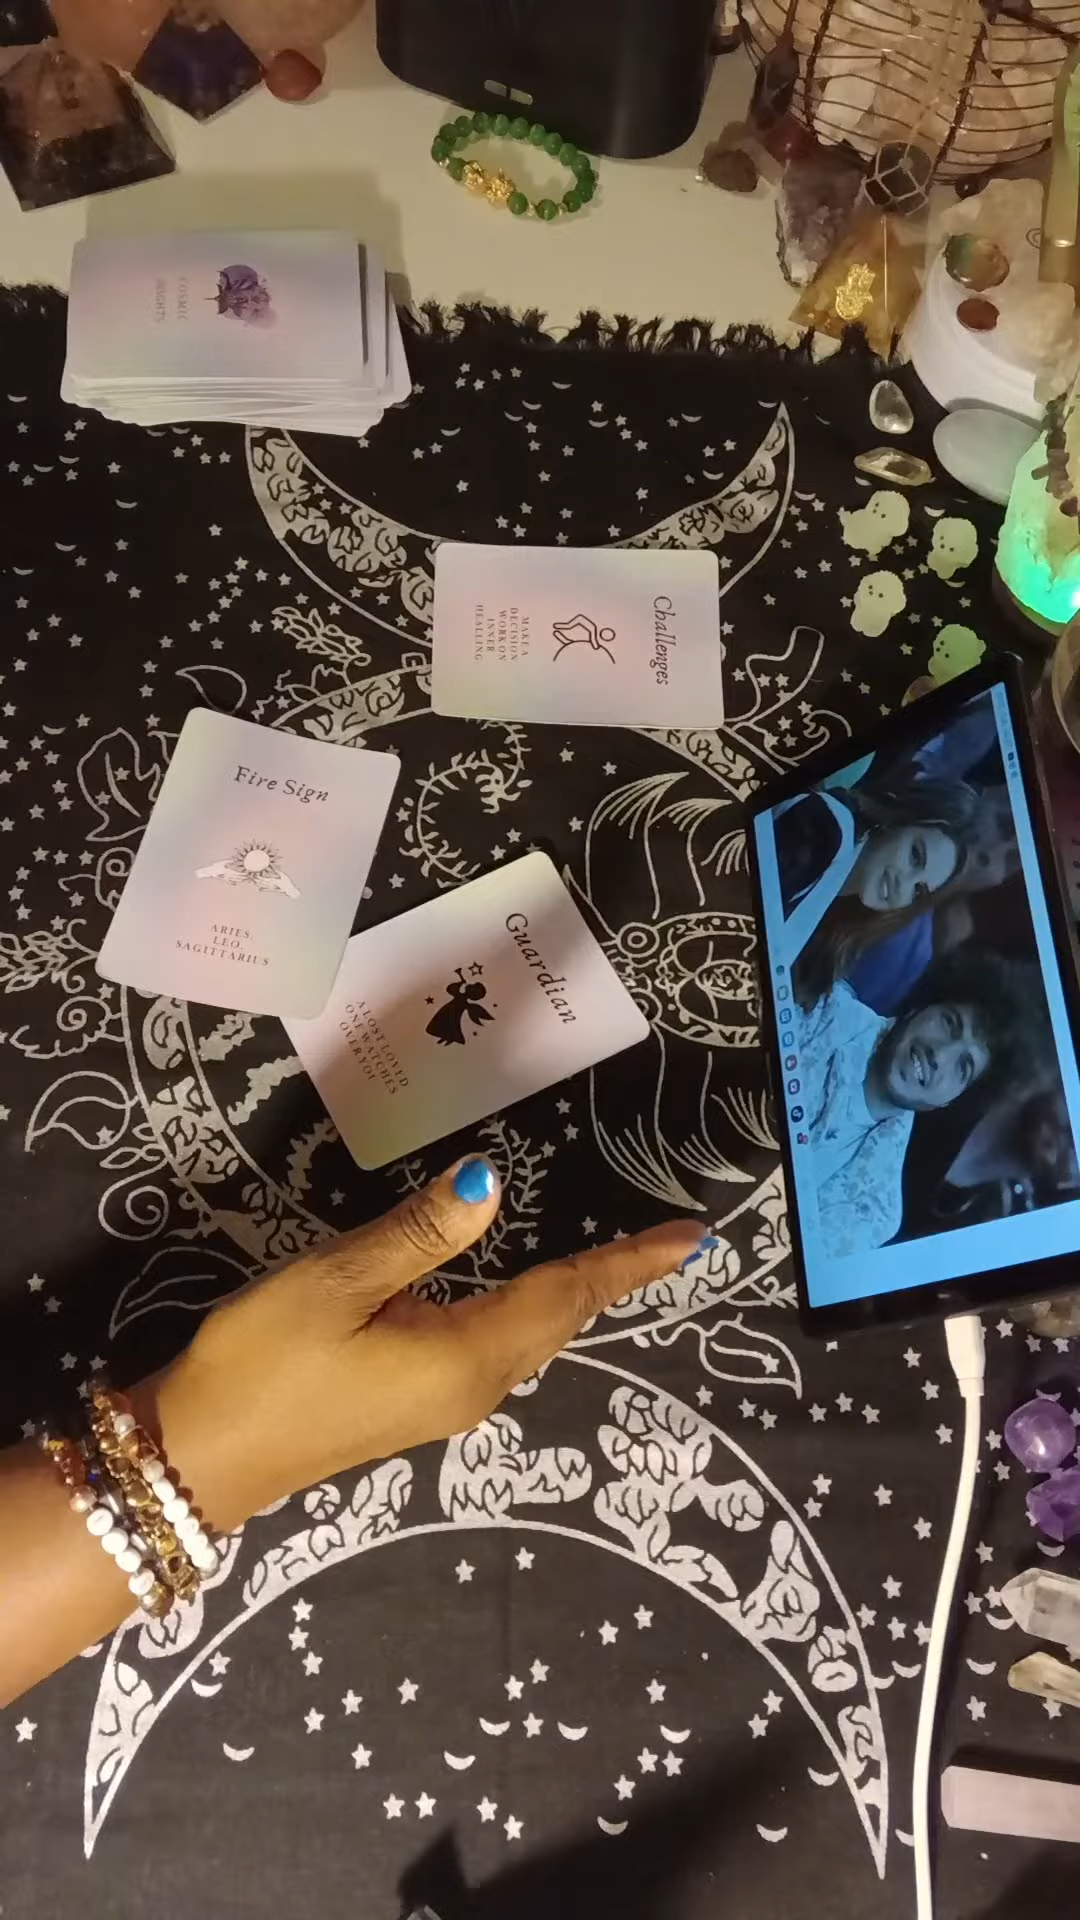 COSMIC
INSIGHTS
Challenges
MAKE A
DECISION
WORK ON
INNER
HEALLING
Fire Sign
ARIES,
LEO,
SAGITTARIUS
Guardian
A LOST LOVED
ONE WATCHES
OVER YOU